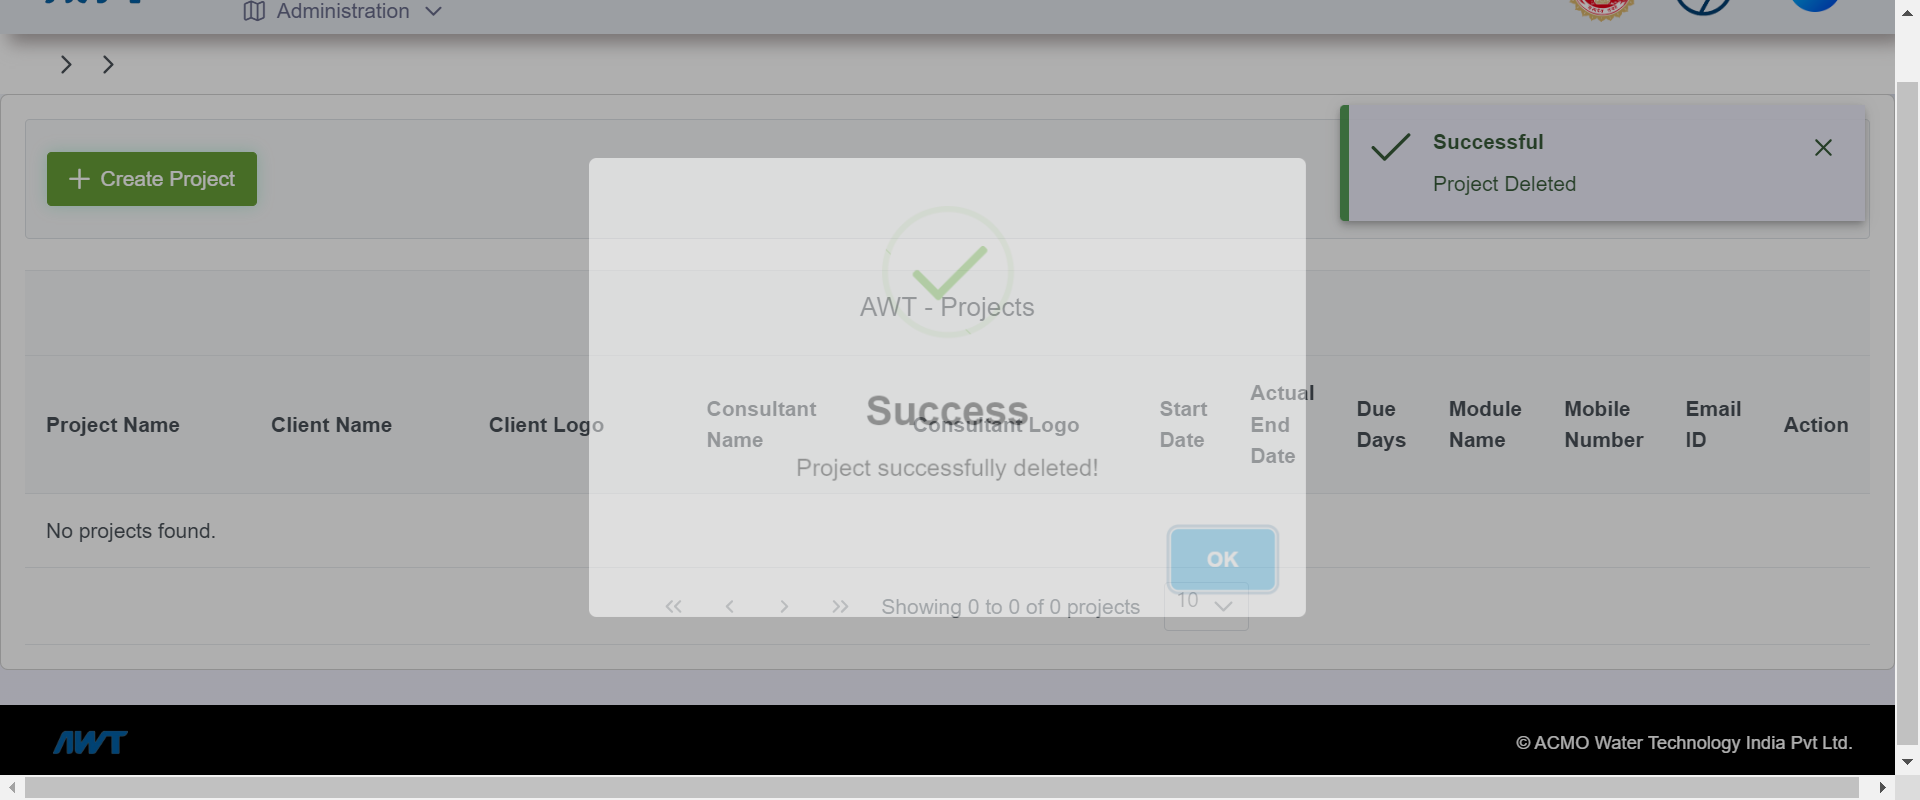 Administration
Create Project
Successful
Project Deleted
AWT - Projects
Success
Project successfully deleted!
OK
Project Name
Client Name
Client Logo
Consultant
Name
Consultant Logo
Start
Date
Actual
End
Date
Due
Days
Module
Name
Mobile
Number
Email
ID
Action
No projects found.
Showing 0 to 0 of 0 projects
10
AWT
© ACMO Water Technology India Pvt Ltd.